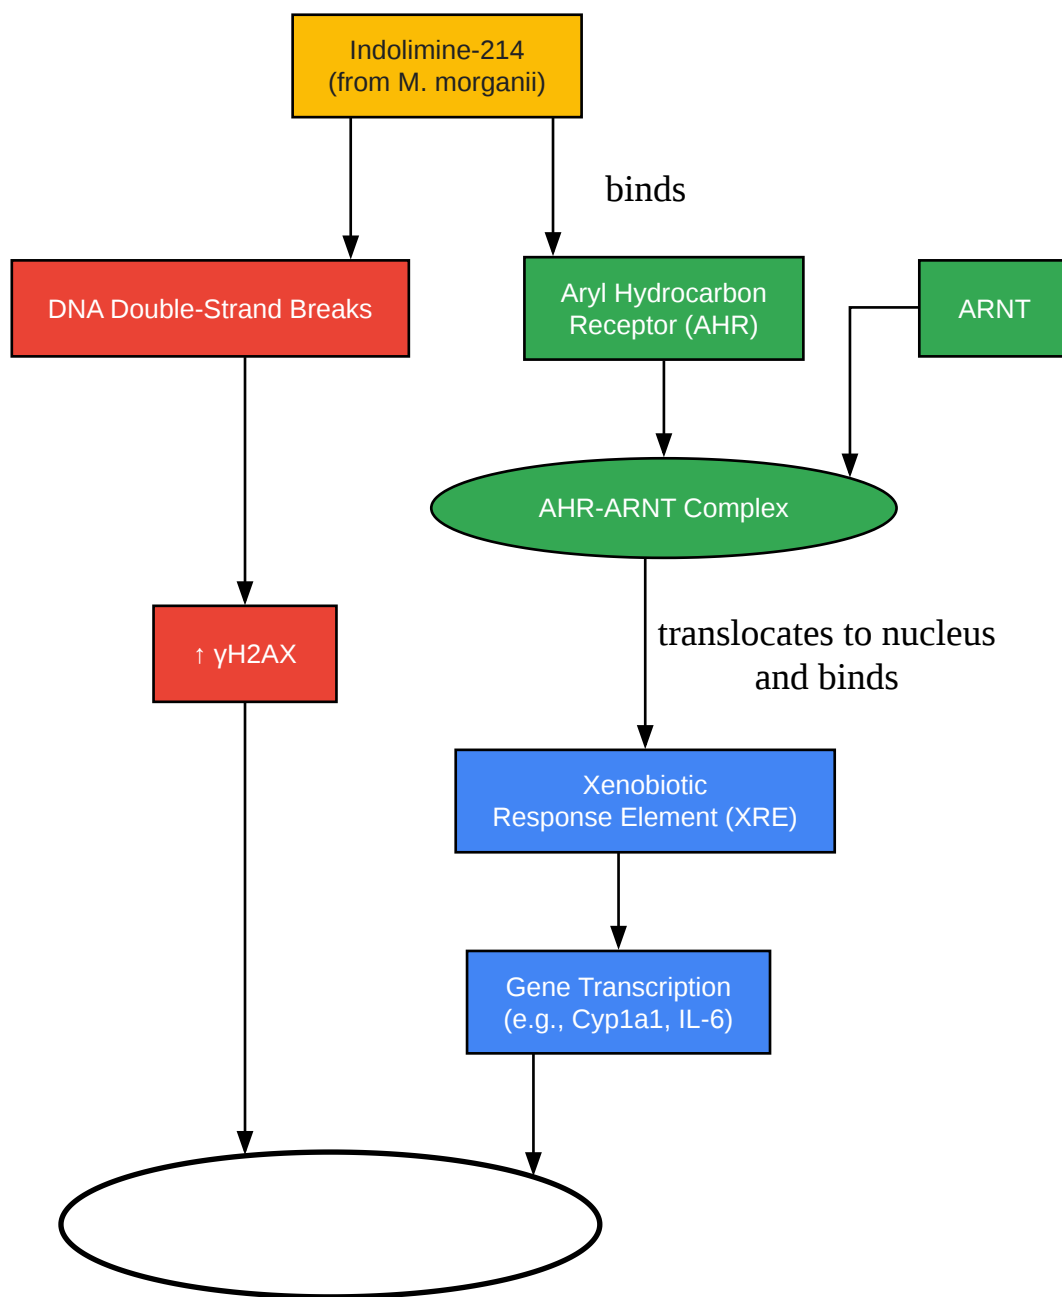 Indolimine-214
(from M. morganii)
binds
DNA Double-Strand Breaks
Aryl Hydrocarbon
Receptor (AHR)
ARNT
AHR-ARNT Complex
↑ γH2AX
translocates to nucleus
and binds
Xenobiotic
Response Element (XRE)
Gene Transcription
(e.g., Cyp1a1, IL-6)